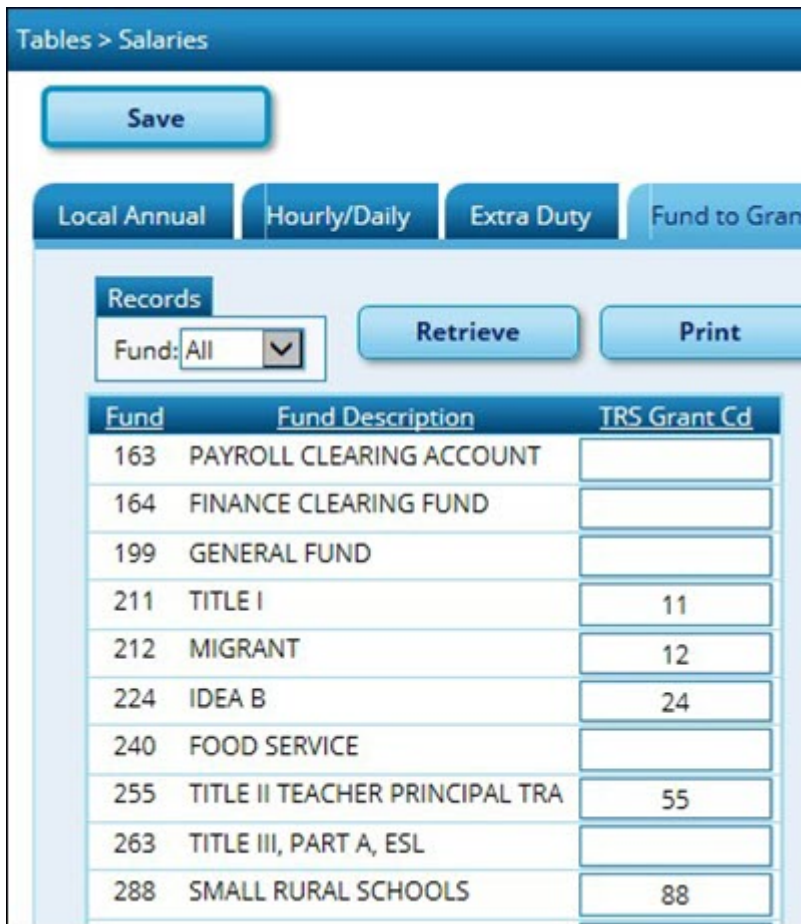 Tables > Salaries
Save
Local Annual Hourly/Daily Extra Duty Fund to Gran
Records
Fund: All Retrieve Print
Fund Fund Description TRS Grant Cd
163 PAYROLL CLEARING ACCOUNT
164 FINANCE CLEARING FUND
199 GENERAL FUND
211 TITLE I 11
212 MIGRANT 12
224 IDEA B 24
240 FOOD SERVICE
255 TITLE II TEACHER PRINCIPAL TRA 55
263 TITLE III, PART A, ESL
288 SMALL RURAL SCHOOLS 88